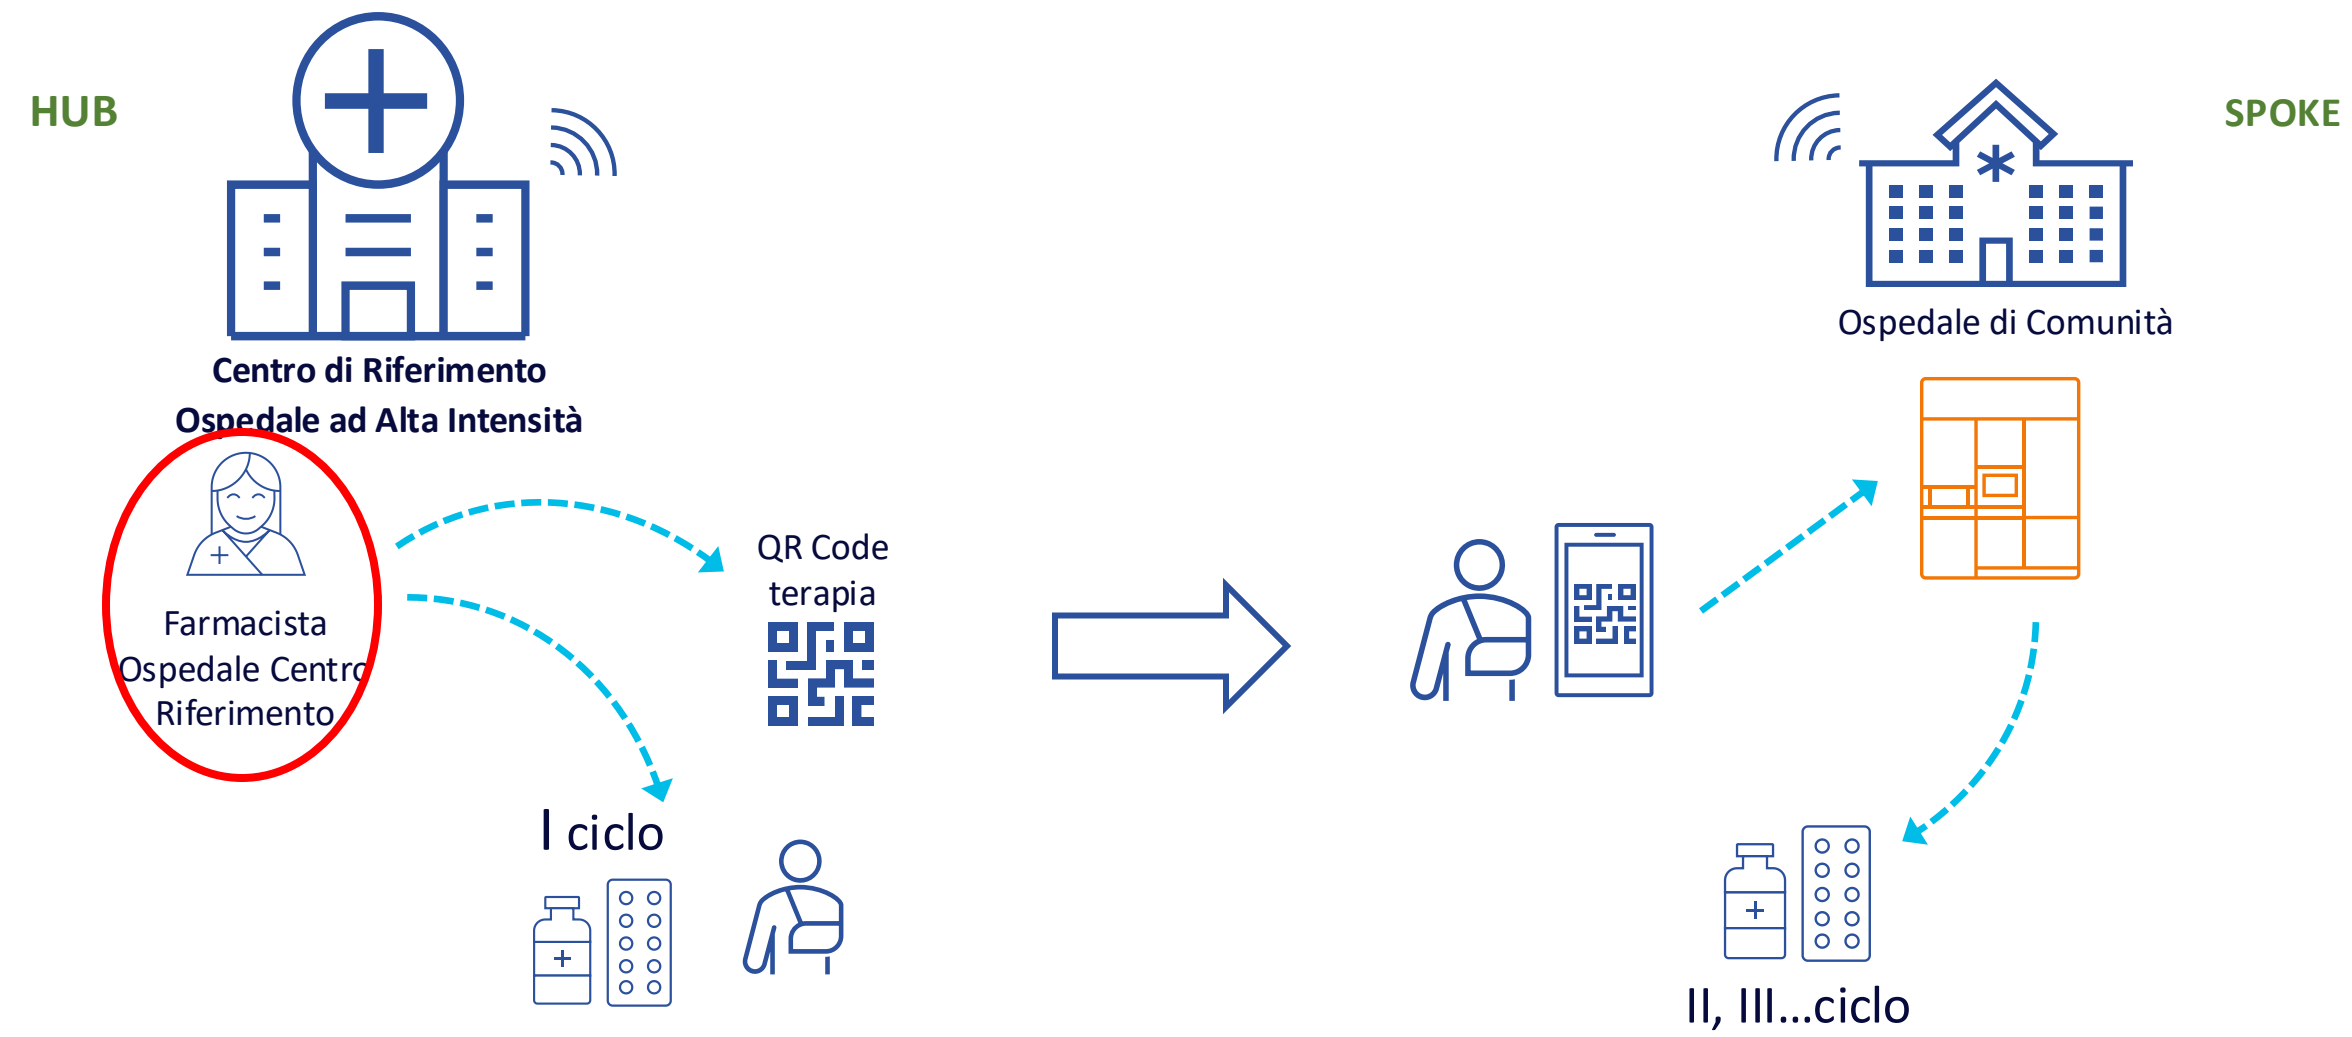 HUB
SPOKE
Centro di Riferimento
Ospedale ad Alta Intensità
Ospedale di Comunità
Farmacista
Ospedale Centro
Riferimento
QR Code
terapia
I ciclo
II, III...ciclo